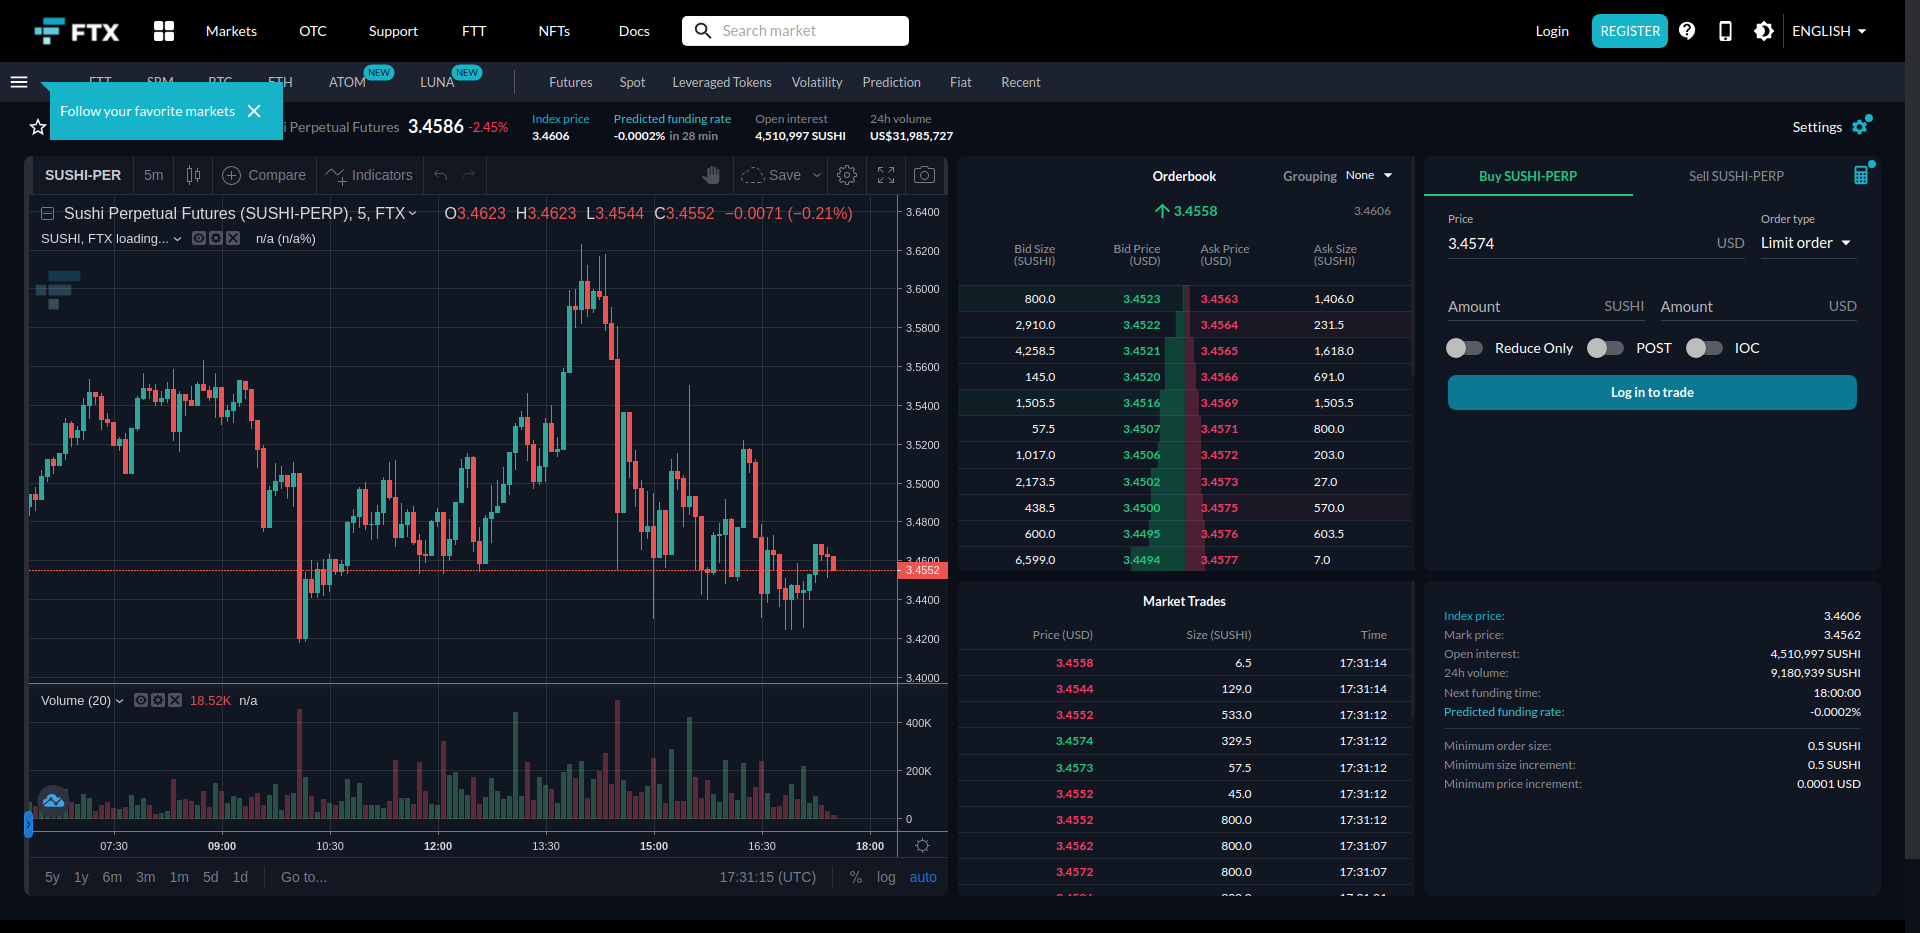 FTX
Markets
OTC
Support
FTT
NFTs
Docs
Search market
Login
REGISTER
ENGLISH
ATOM NEW
LUNA NEW
Futures
Spot
Leveraged Tokens
Volatility
Prediction
Fiat
Recent
Follow your favorite markets
Perpetual Futures
3.4586 -2.45%
Index price
3.4606
Predicted funding rate
-0.0002% in 28 min
Open interest
4,510,997 SUSHI
24h volume
US$31,985,727
Settings
SUSHI-PER 5m Compare Indicators Save
Sushi Perpetual Futures (SUSHI-PERP), 5, FTX O3.4623 H3.4623 L3.4544 C3.4552 −0.0071 (−0.21%)
SUSHI, FTX loading... n/a (n/a%)
3.6400
3.6200
3.6000
3.5800
3.5600
3.5400
3.5200
3.5000
3.4800
3.4600
3.4552
3.4400
3.4200
3.4000
Volume (20) 18.52K n/a
400K
200K
0
07:30 09:00 10:30 12:00 13:30 15:00 16:30 18:00
5y 1y 6m 3m 1m 5d 1d Go to... 17:31:15 (UTC) % log auto
Orderbook
Grouping None
3.4558 3.4606
Bid Size (SUSHI) Bid Price (USD) Ask Price (USD) Ask Size (SUSHI)
800.0 3.4523 3.4563 1,406.0
2,910.0 3.4522 3.4564 231.5
4,258.5 3.4521 3.4565 1,618.0
145.0 3.4520 3.4566 691.0
1,505.5 3.4516 3.4569 1,505.5
57.5 3.4507 3.4571 800.0
1,017.0 3.4506 3.4572 203.0
2,173.5 3.4502 3.4573 27.0
438.5 3.4500 3.4575 570.0
600.0 3.4495 3.4576 603.5
6,599.0 3.4494 3.4577 7.0
Market Trades
Price (USD) Size (SUSHI) Time
3.4558 6.5 17:31:14
3.4544 129.0 17:31:14
3.4552 533.0 17:31:12
3.4574 329.5 17:31:12
3.4573 57.5 17:31:12
3.4552 45.0 17:31:12
3.4552 800.0 17:31:12
3.4562 800.0 17:31:07
3.4572 800.0 17:31:07
Buy SUSHI-PERP
Sell SUSHI-PERP
Price
3.4574 USD
Order type
Limit order
Amount SUSHI
Amount USD
Reduce Only
POST
IOC
Log in to trade
Index price: 3.4606
Mark price: 3.4562
Open interest: 4,510,997 SUSHI
24h volume: 9,180,939 SUSHI
Next funding time: 18:00:00
Predicted funding rate: -0.0002%
Minimum order size: 0.5 SUSHI
Minimum size increment: 0.5 SUSHI
Minimum price increment: 0.0001 USD